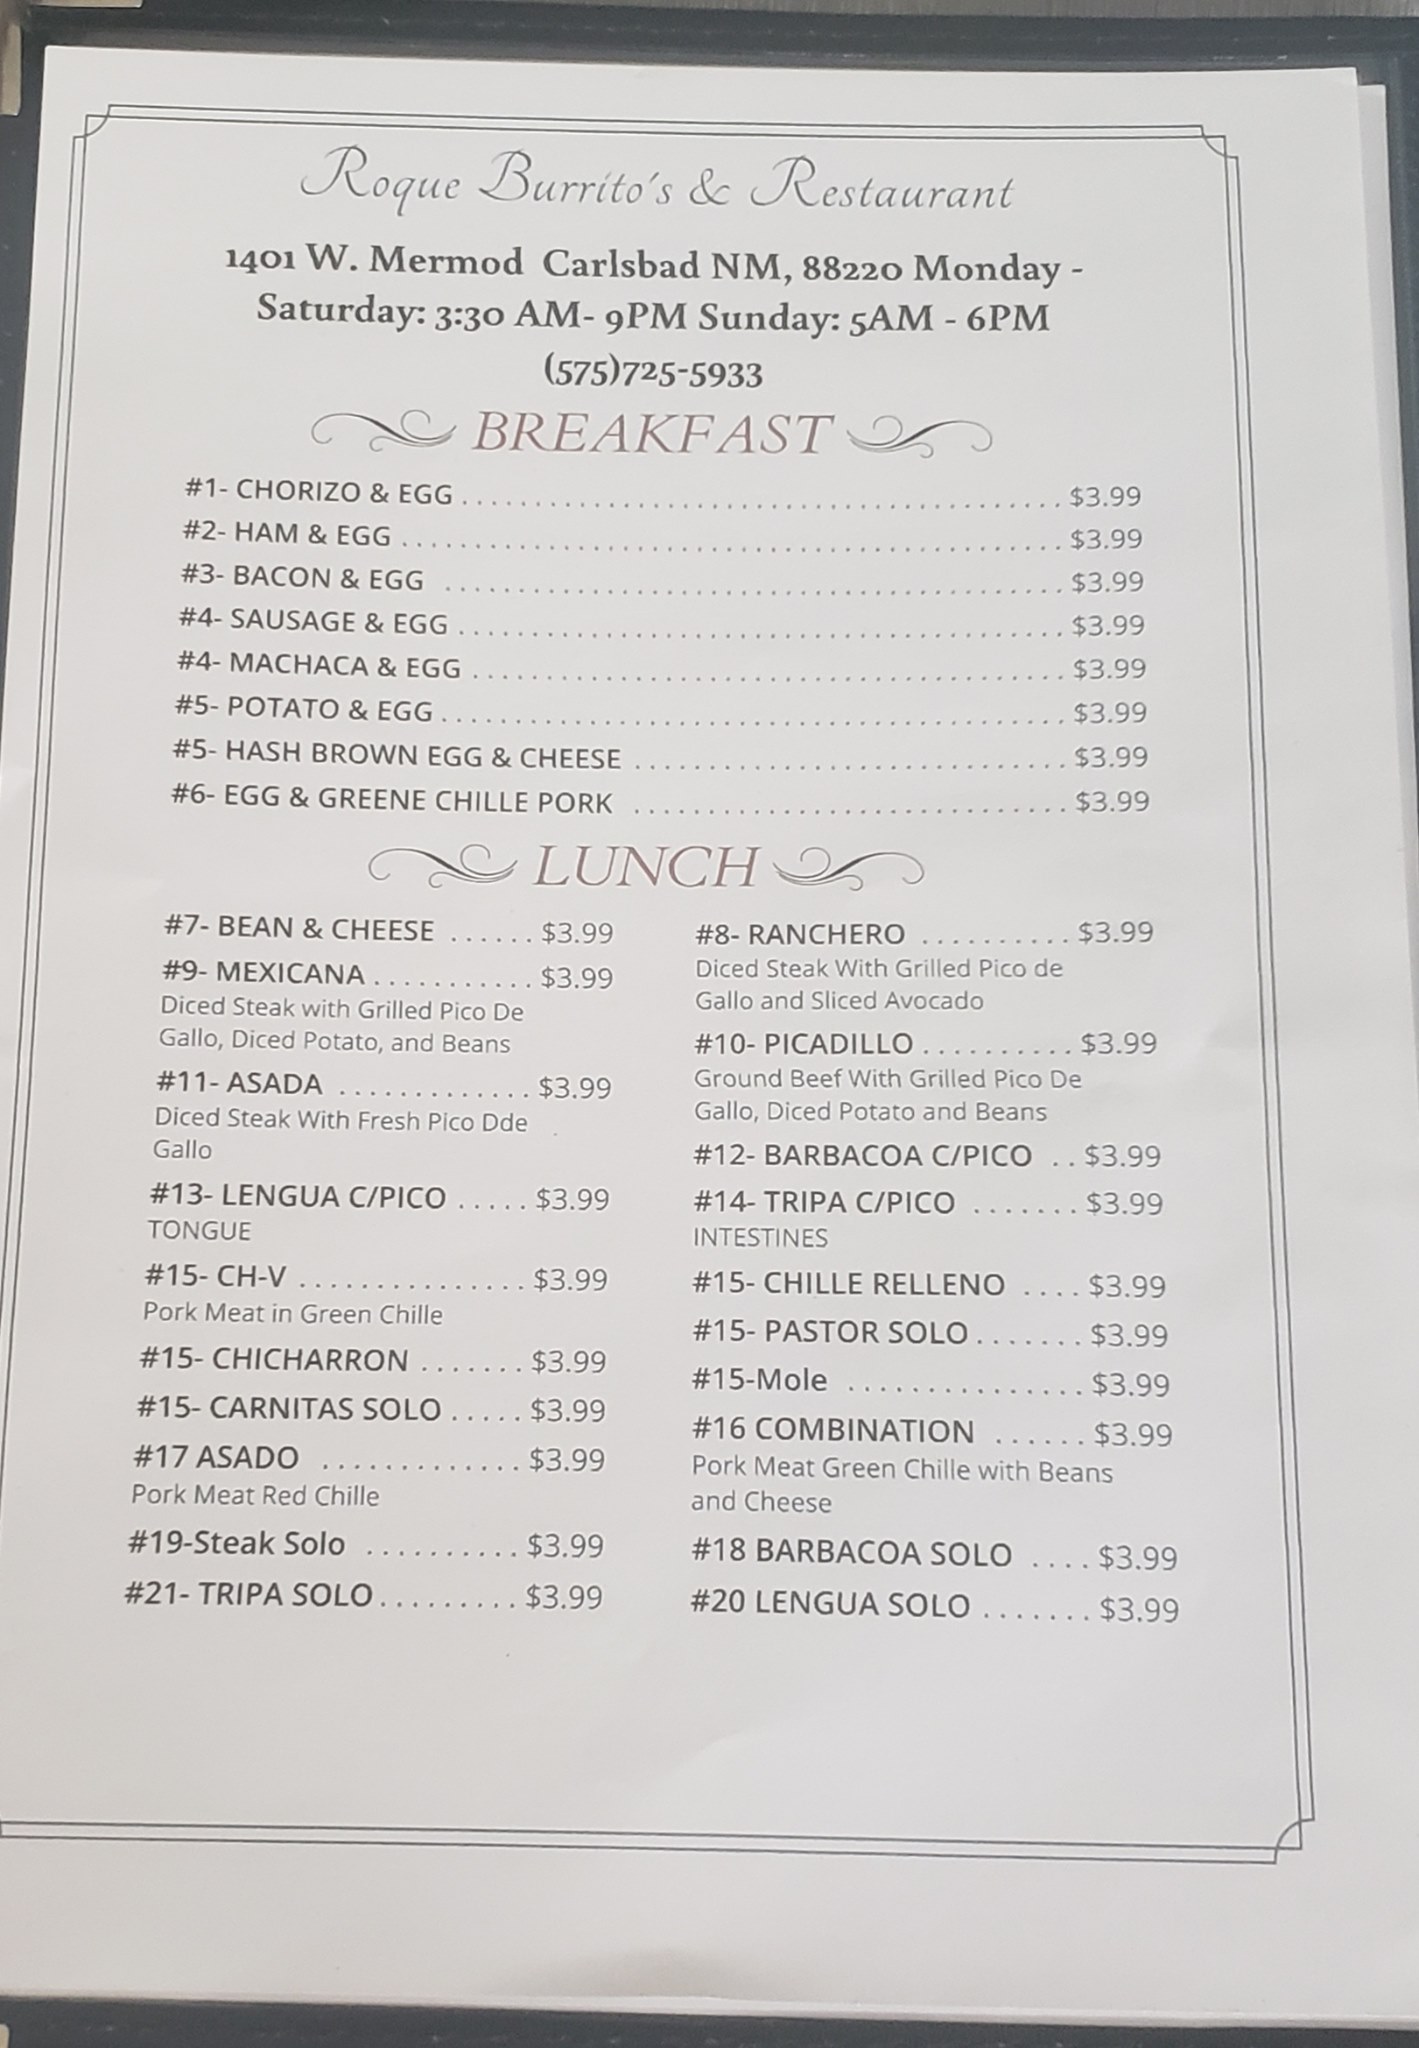 Roque Burrito's & Restaurant
1401 W. Mermod Carlsbad NM, 88220 Monday -
Saturday: 3:30 AM- 9PM Sunday: 5AM - 6PM
(575)725-5933
BREAKFAST
#1- CHORIZO & EGG . . . . . . . . . . $3.99
#2- HAM & EGG . . . . . . . . . . $3.99
#3- BACON & EGG . . . . . . . . . . $3.99
#4- SAUSAGE & EGG . . . . . . . . . . $3.99
#4- MACHACA & EGG . . . . . . . . . . $3.99
#5- POTATO & EGG . . . . . . . . . . $3.99
#5- HASH BROWN EGG & CHEESE . . . . . . . . . . $3.99
#6- EGG & GREENE CHILLE PORK . . . . . . . . . . $3.99
LUNCH
#7- BEAN & CHEESE . . . . . . $3.99
#9- MEXICANA . . . . . . . . . . . $3.99
Diced Steak with Grilled Pico De
Gallo, Diced Potato, and Beans
#11- ASADA . . . . . . . . . . . . . $3.99
Diced Steak With Fresh Pico Dde
Gallo
#13- LENGUA C/PICO . . . . . $3.99
TONGUE
#15- CH-V . . . . . . . . . . . . . . . $3.99
Pork Meat in Green Chille
#15- CHICHARRON . . . . . . . $3.99
#15- CARNITAS SOLO . . . . . $3.99
#17 ASADO . . . . . . . . . . . . . $3.99
Pork Meat Red Chille
#19-Steak Solo . . . . . . . . . . $3.99
#21- TRIPA SOLO . . . . . . . . . $3.99
#8- RANCHERO . . . . . . . . . . $3.99
Diced Steak With Grilled Pico de
Gallo and Sliced Avocado
#10- PICADILLO . . . . . . . . . . $3.99
Ground Beef With Grilled Pico De
Gallo, Diced Potato and Beans
#12- BARBACOA C/PICO . . $3.99
#14- TRIPA C/PICO . . . . . . . $3.99
INTESTINES
#15- CHILLE RELLENO . . . . $3.99
#15- PASTOR SOLO . . . . . . . $3.99
#15-Mole . . . . . . . . . . . . . . . . $3.99
#16 COMBINATION . . . . . . $3.99
Pork Meat Green Chille with Beans
and Cheese
#18 BARBACOA SOLO . . . . $3.99
#20 LENGUA SOLO . . . . . . . $3.99